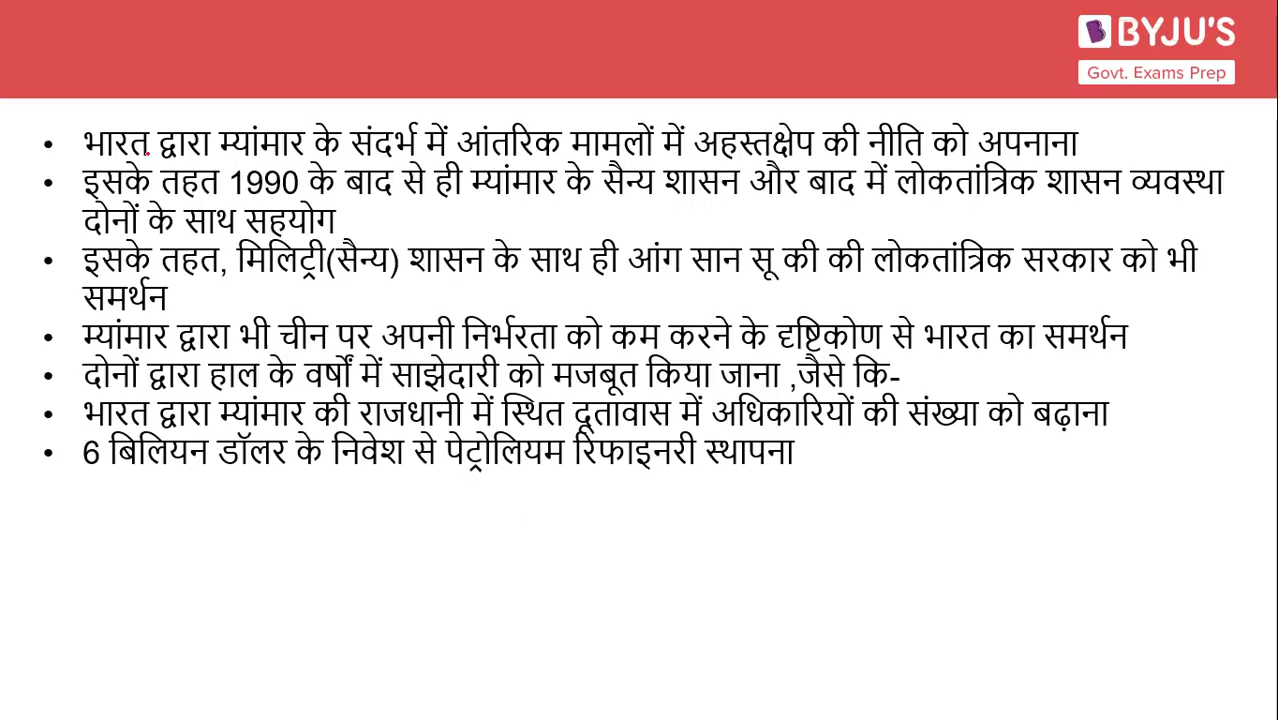 BYJU'S
Govt. Exams Prep
• भारत द्वारा म्यांमार के संदर्भ में आंतरिक मामलों में अहस्तक्षेप की नीति को अपनाना
• इसके तहत 1990 के बाद से ही म्यांमार के सैन्य शासन और बाद में लोकतांत्रिक शासन व्यवस्था
दोनों के साथ सहयोग
• इसके तहत, मिलिट्री(सैन्य) शासन के साथ ही आंग सान सू की की लोकतांत्रिक सरकार को भी
समर्थन
• म्यांमार द्वारा भी चीन पर अपनी निर्भरता को कम करने के दृष्टिकोण से भारत का समर्थन
• दोनों द्वारा हाल के वर्षों में साझेदारी को मजबूत किया जाना ,जैसे कि-
• भारत द्वारा म्यांमार की राजधानी में स्थित दूतावास में अधिकारियों की संख्या को बढ़ाना
• 6 बिलियन डॉलर के निवेश से पेट्रोलियम रिफाइनरी स्थापना